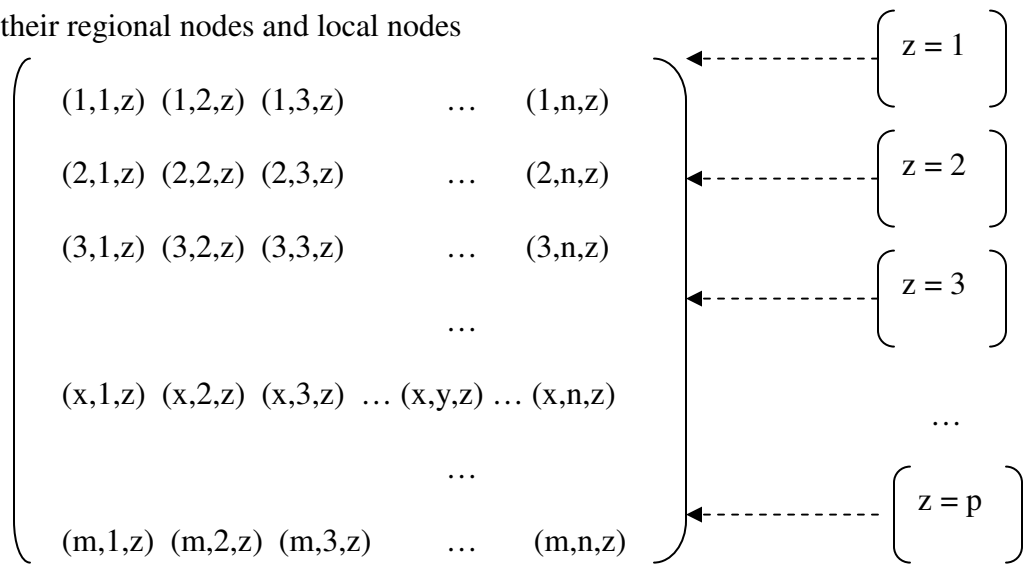 their regional nodes and local nodes
z = 1
(1,1,z) (1,2,z) (1,3,z) … (1,n,z)
z = 2
(2,1,z) (2,2,z) (2,3,z) … (2,n,z)
(3,1,z) (3,2,z) (3,3,z) … (3,n,z)
z = 3
…
(x,1,z) (x,2,z) (x,3,z) … (x,y,z) … (x,n,z)
…
…
z = p
(m,1,z) (m,2,z) (m,3,z) … (m,n,z)